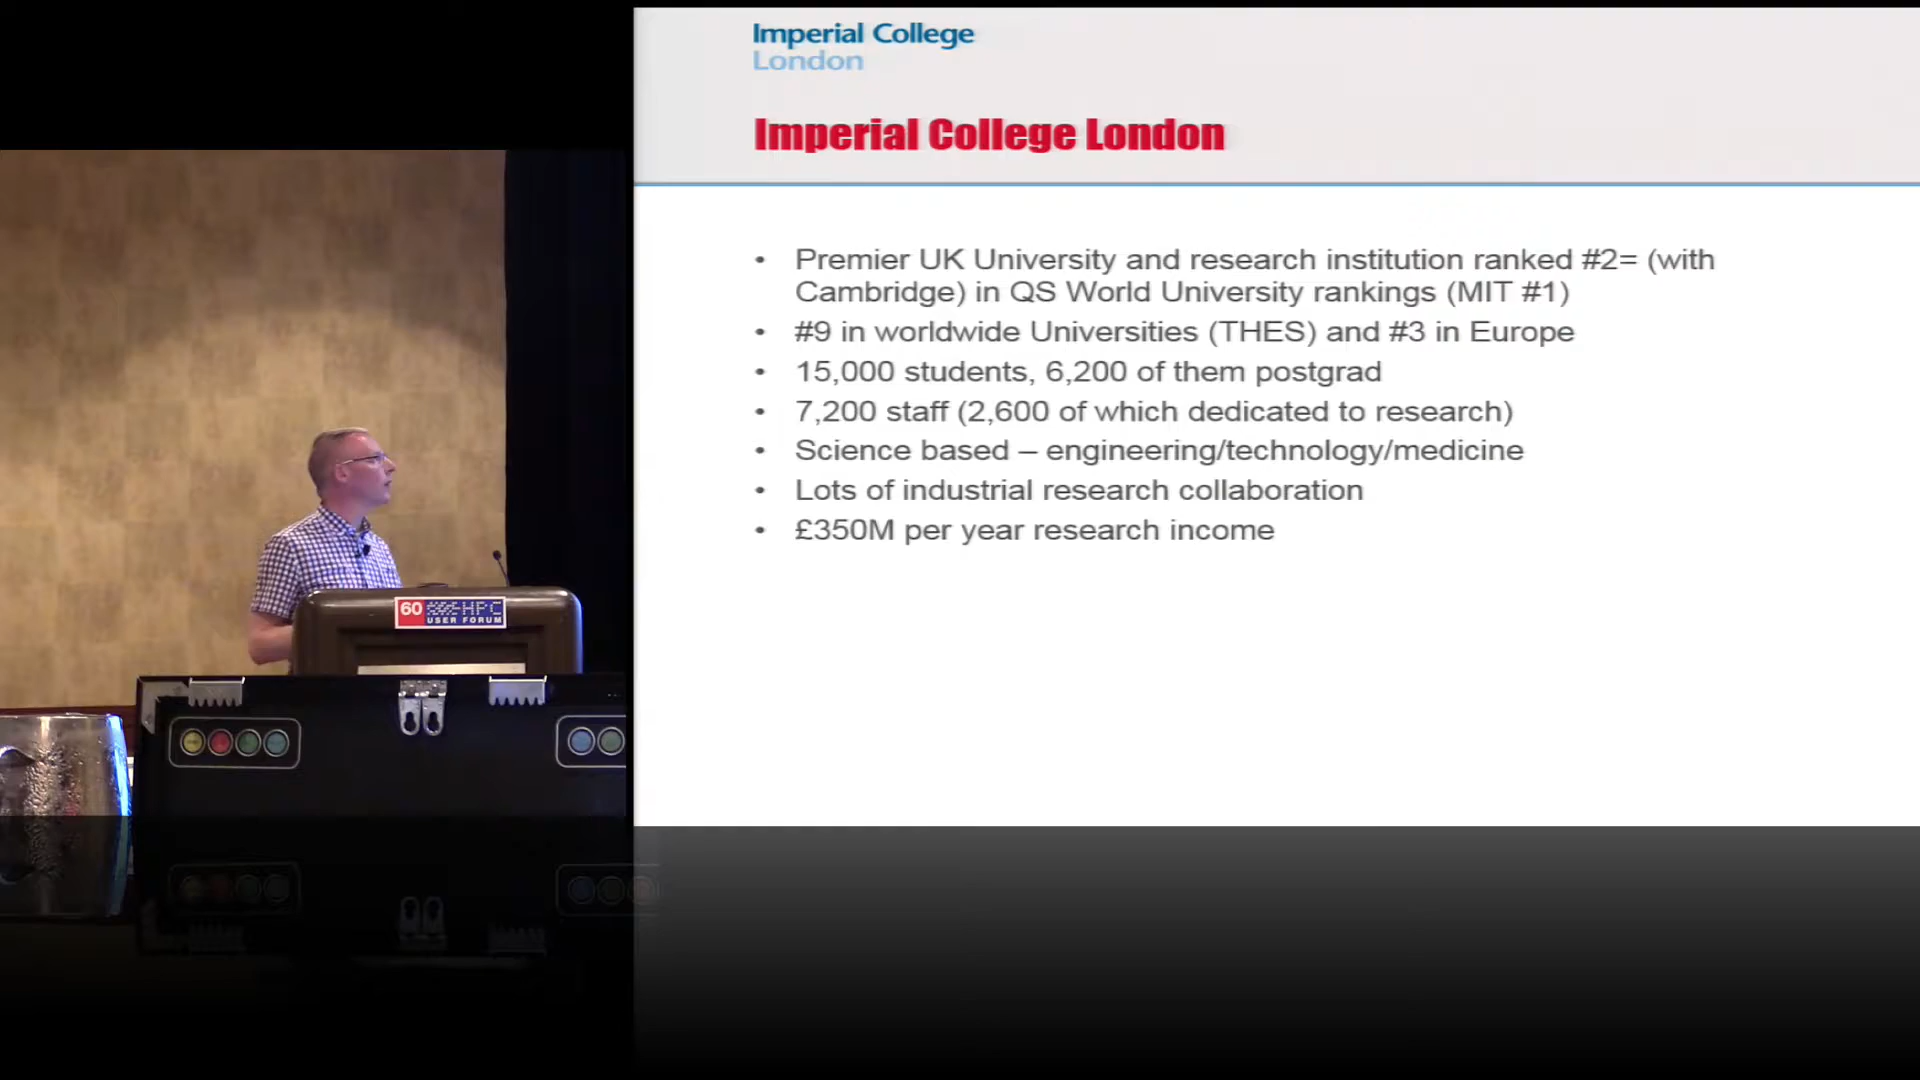 Imperial College
London
Imperial College London
• Premier UK University and research institution ranked #2= (with
Cambridge) in QS World University rankings (MIT #1)
• #9 in worldwide Universities (THES) and #3 in Europe
• 15,000 students, 6,200 of them postgrad
• 7,200 staff (2,600 of which dedicated to research)
• Science based – engineering/technology/medicine
• Lots of industrial research collaboration
• £350M per year research income
60 HPC
USER FORUM